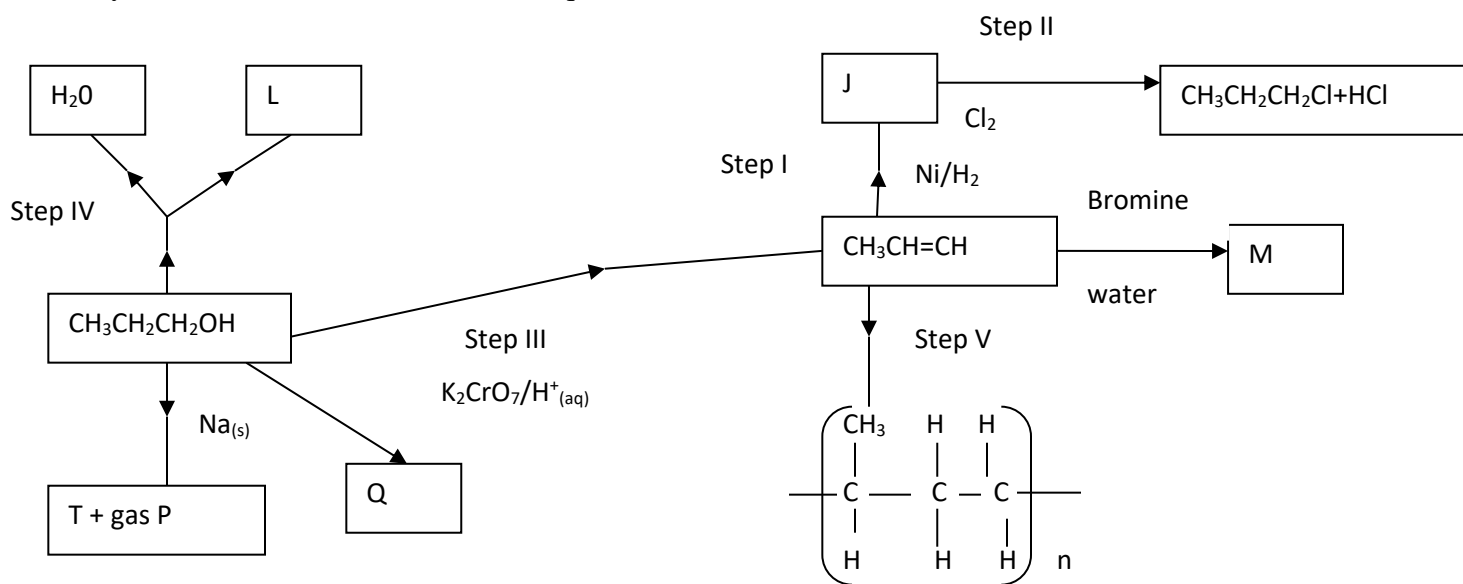 Step II
H₂0
L
J
CH₃CH₂CH₂Cl+HCl
Cl₂
Step I
Ni/H₂
Step IV
Bromine
CH₃CH=CH
M
water
CH₃CH₂CH₂OH
Step III
Step V
K₂CrO₇/H⁺(aq)
Na(s)
CH₃ H H
Q
T + gas P
C C C
H H H n